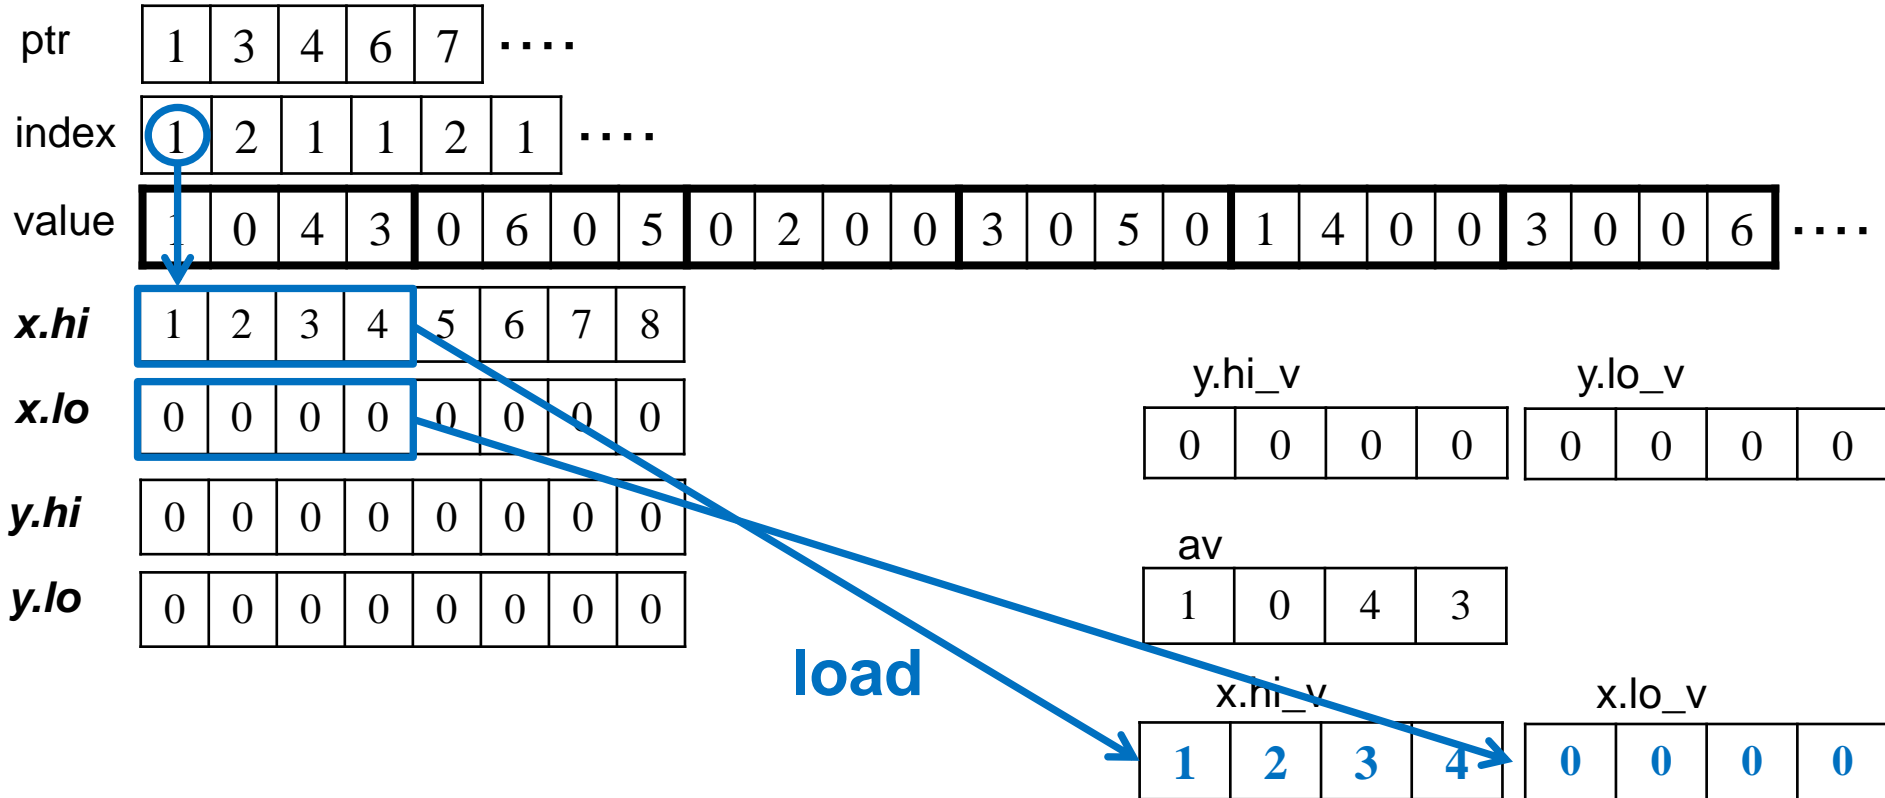 ptr 1 3 4 6 7 ....
index 1 2 1 1 2 1 ....
value 1 0 4 3 0 6 0 5 0 2 0 0 3 0 5 0 1 4 0 0 3 0 0 6 ....
x.hi 1 2 3 4 5 6 7 8
x.lo 0 0 0 0 0 0 0 0
y.hi 0 0 0 0 0 0 0 0
y.lo 0 0 0 0 0 0 0 0
load
y.hi_v y.lo_v
0 0 0 0 0 0 0 0
av
1 0 4 3
x.hi_v x.lo_v
1 2 3 4 0 0 0 0